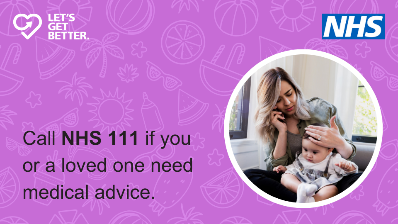 LET'S
GET
BETTER.
NHS
Call NHS 111 if you
or a loved one need
medical advice.